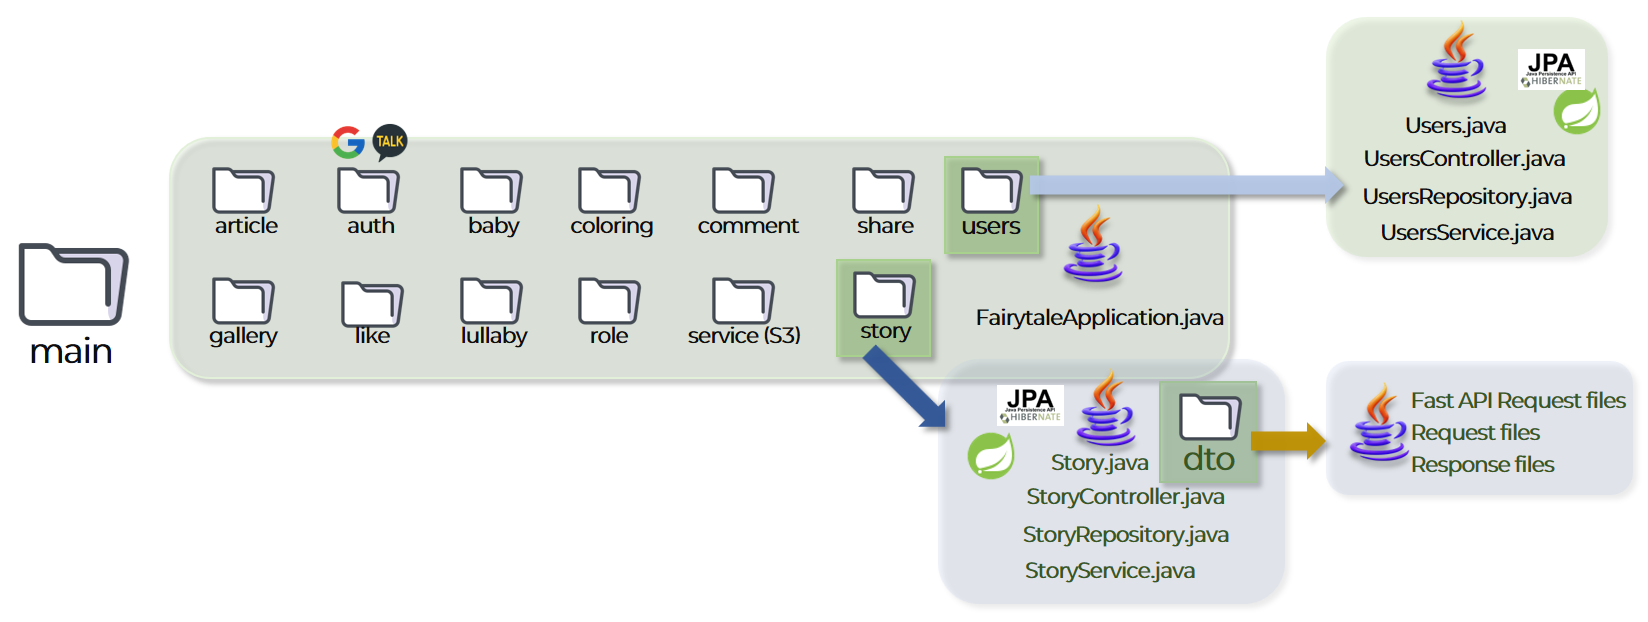 main
TALK
article
auth
baby
coloring
comment
share
users
gallery
like
lullaby
role
service (S3)
story
FairytaleApplication.java
JPA
Java Persistence API
HIBERNATE
Users.java
UsersController.java
UsersRepository.java
UsersService.java
JPA
Java Persistence API
HIBERNATE
Story.java
StoryController.java
StoryRepository.java
StoryService.java
dto
Fast API Request files
Request files
Response files